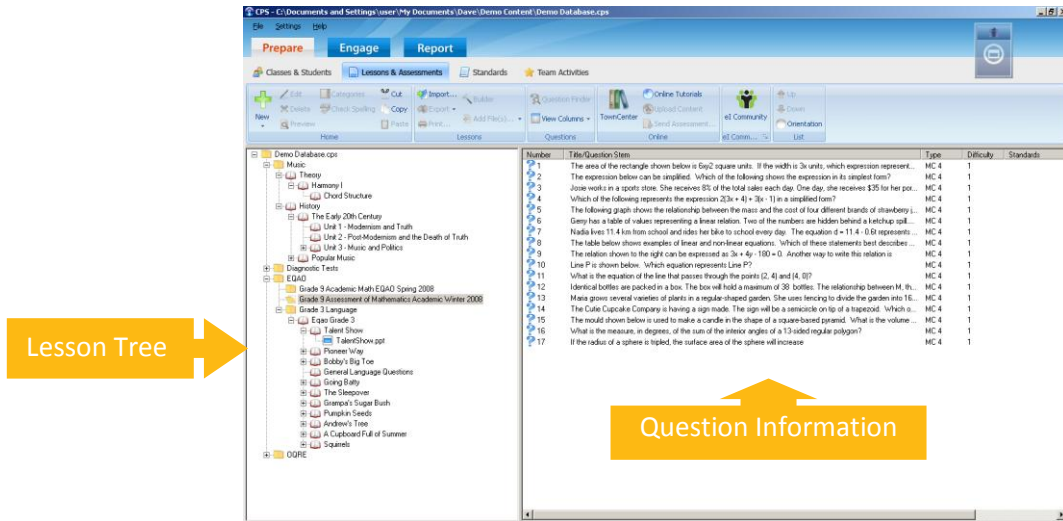 CPS - C:\Documents and Settings\user\My Documents\Dave\Demo Content\Demo Database.cps
File Settings Help
Prepare Engage Report
Classes & Students Lessons & Assessments Standards Team Activities
New Edit Delete Preview Categories Check Spelling Cut Copy Paste Home
Import... Export Print... Builder Add File(s)... Lessons
Question Finder View Columns Questions
TownCenter Online Tutorials Upload Content Send Assessment... Online
eI Community eI Comm...
Up Down Orientation List
Demo Database.cps
Music
Theory
Harmony I
Chord Structure
History
The Early 20th Century
Unit 1 - Modernism and Truth
Unit 2 - Post-Modernism and the Death of Truth
Unit 3 - Music and Politics
Popular Music
Diagnostic Tests
EQAO
Grade 9 Academic Math EQAO Spring 2008
Grade 9 Assessment of Mathematics Academic Winter 2008
Grade 3 Language
Eqao Grade 3
Talent Show
TalentShow.ppt
Pioneer Way
Bobby's Big Toe
General Language Questions
Going Batty
The Sleepover
Grampa's Sugar Bush
Pumpkin Seeds
Andrew's Tree
A Cupboard Full of Summer
Squirrels
OQRE
Number Title/Question Stem Type Difficulty Standards
1 The area of the rectangle shown below is 6xy2 square units. If the width is 3x units, which expression represent... MC 4 1
2 The expression below can be simplified. Which of the following shows the expression in its simplest form? MC 4 1
3 Josie works in a sports store. She receives 8% of the total sales each day. One day, she receives $35 for her por... MC 4 1
4 Which of the following represents the expression 2(3x + 4) + 3(x - 1) in a simplified form? MC 4 1
5 The following graph shows the relationship between the mass and the cost of four different brands of strawberry j... MC 4 1
6 Gerry has a table of values representing a linear relation. Two of the numbers are hidden behind a ketchup spill.... MC 4 1
7 Nadia lives 11.4 km from school and rides her bike to school every day. The equation d = 11.4 - 0.6t represents ... MC 4 1
8 The table below shows examples of linear and non-linear equations. Which of these statements best describes ... MC 4 1
9 The relation shown to the right can be expressed as 3x + 4y - 180 = 0. Another way to write this relation is MC 4 1
10 Line P is shown below. Which equation represents Line P? MC 4 1
11 What is the equation of the line that passes through the points (2, 4) and (4, 0)? MC 4 1
12 Identical bottles are packed in a box. The box will hold a maximum of 38 bottles. The relationship between M, th... MC 4 1
13 Maria grows several varieties of plants in a regular-shaped garden. She uses fencing to divide the garden into 16... MC 4 1
14 The Cutie Cupcake Company is having a sign made. The sign will be a semicircle on tip of a trapezoid. Which o... MC 4 1
15 The mould shown below is used to make a candle in the shape of a square-based pyramid. What is the volume ... MC 4 1
16 What is the measure, in degrees, of the sum of the interior angles of a 13-sided regular polygon? MC 4 1
17 If the radius of a sphere is tripled, the surface area of the sphere will increase MC 4 1
Lesson Tree
Question Information